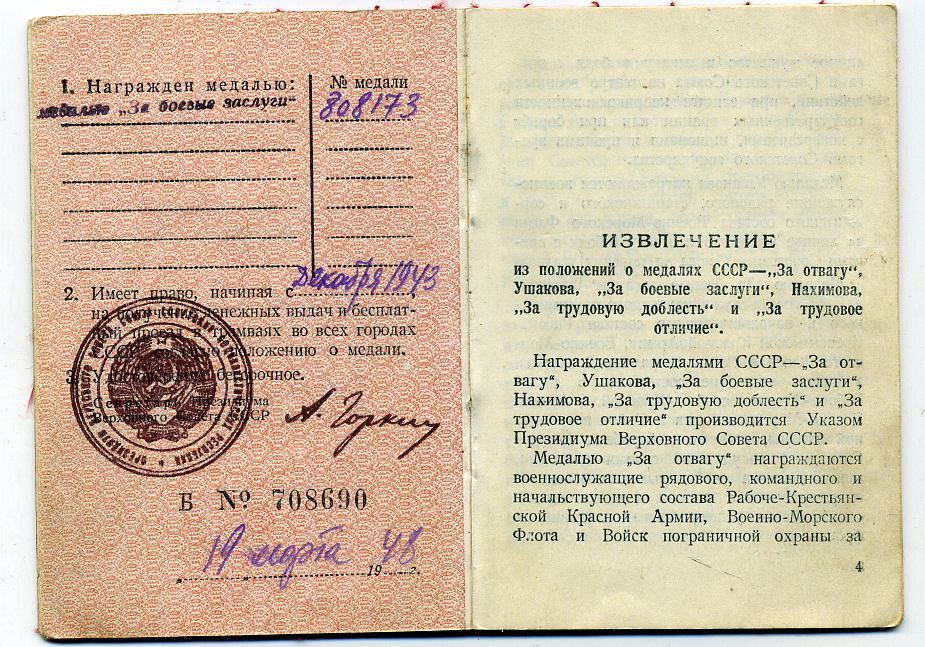 1. Награжден медалью:
№ медали
медалью „За боевые заслуги“
808173
Декабря 1943
2. Имеет право, начиная с
на денежных выдач и бесплат-
трамваях во всех городах
СССР положению о медали.
3. бессрочное.
Президиума
Верховного Совета СССР
А. Горкин
Б № 708690
19 марта 48
19 г.
ИЗВЛЕЧЕНИЕ
из положений о медалях СССР—„За отвагу“,
Ушакова, „За боевые заслуги“, Нахимова,
„За трудовую доблесть“ и „За трудовое
отличие“.
Награждение медалями СССР—„За от-
вагу“, Ушакова, „За боевые заслуги“,
Нахимова, „За трудовую доблесть“ и „За
трудовое отличие“ производится Указом
Президиума Верховного Совета СССР.
Медалью „За отвагу“ награждаются
военнослужащие рядового, командного и
начальствующего состава Рабоче-Крестьян-
ской Красной Армии, Военно-Морского
Флота и Войск пограничной охраны за
4